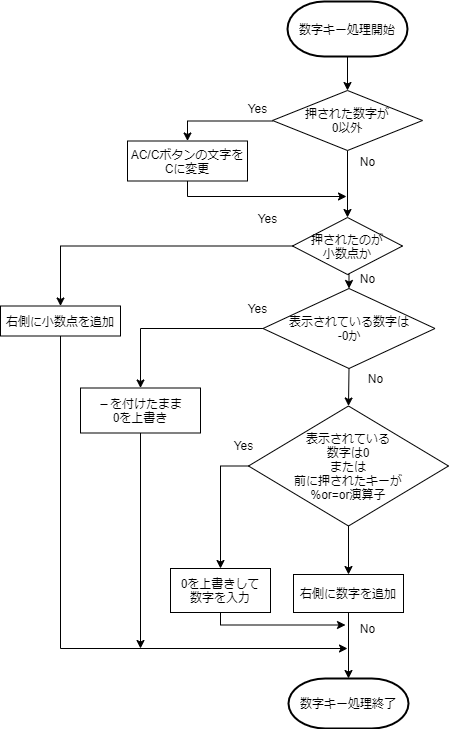 数字キー処理開始
押された数字が
0以外
Yes
AC/Cボタンの文字を
Cに変更
No
Yes
押されたのが
小数点か
No
右側に小数点を追加
Yes
表示されている数字は
-0か
No
－を付けたまま
0を上書き
表示されている
数字は0
または
前に押されたキーが
%or=or演算子
Yes
0を上書きして
数字を入力
右側に数字を追加
No
数字キー処理終了